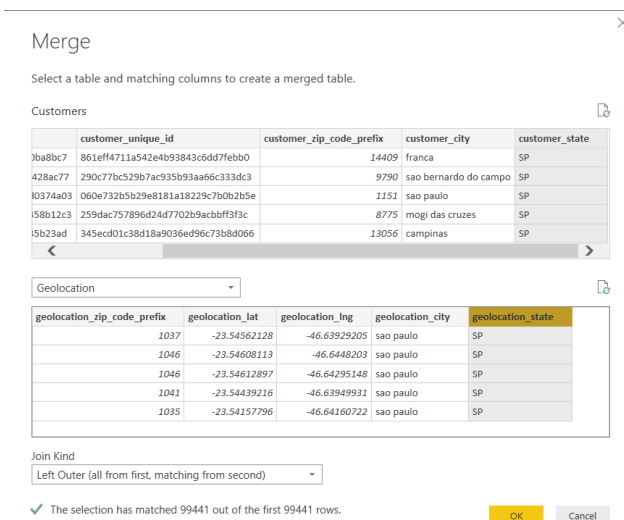 Merge
Select a table and matching columns to create a merged table.
Customers
customer_unique_id customer_zip_code_prefix customer_city customer_state
0ba8bc7 861eff4711a542e4b93843c6dd7febb0 14409 franca SP
428ac77 290c77bc529b7ac935b93aa66c333dc3 9790 sao bernardo do campo SP
d0374a03 060e732b5b29e8181a18229c7b0b2b5e 1151 sao paulo SP
58b12c3 259dac757896d24d7702b9acbbff3f3c 8775 mogi das cruzes SP
5b23ad 345ecd01c38d18a9036ed96c73b8d066 13056 campinas SP
Geolocation
geolocation_zip_code_prefix geolocation_lat geolocation_lng geolocation_city geolocation_state
1037 -23.54562128 -46.63929205 sao paulo SP
1046 -23.54608113 -46.6448203 sao paulo SP
1046 -23.54612897 -46.64295148 sao paulo SP
1041 -23.54439216 -46.63949931 sao paulo SP
1035 -23.54157796 -46.64160722 sao paulo SP
Join Kind
Left Outer (all from first, matching from second)
The selection has matched 99441 out of the first 99441 rows.
OK Cancel